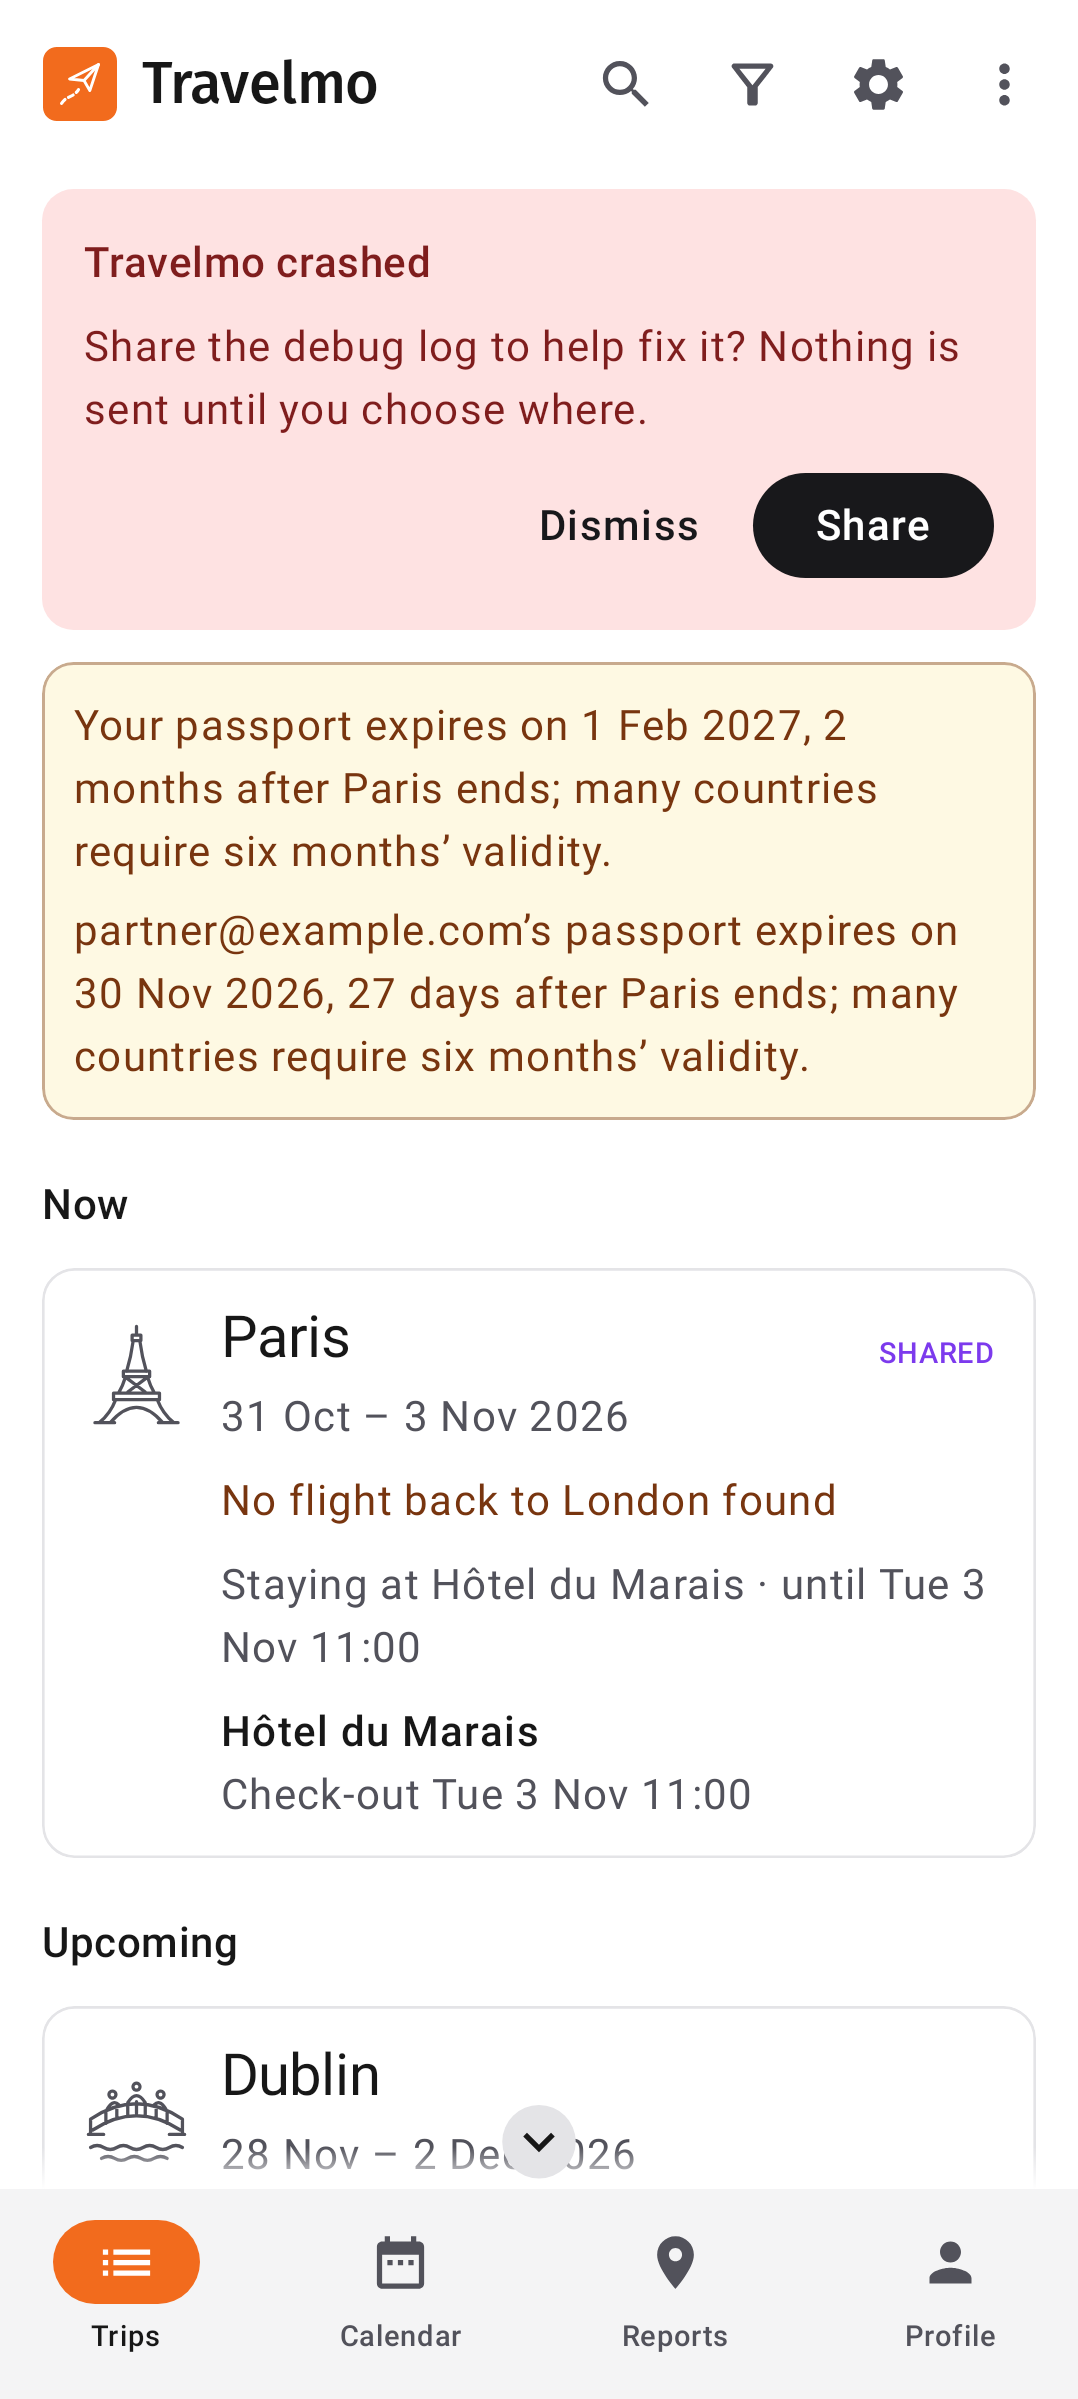 Travelmo
Travelmo crashed
Share the debug log to help fix it? Nothing is
sent until you choose where.
Dismiss
Share
Your passport expires on 1 Feb 2027, 2
months after Paris ends; many countries
require six months’ validity.
partner@example.com’s passport expires on
30 Nov 2026, 27 days after Paris ends; many
countries require six months’ validity.
Now
Paris
SHARED
31 Oct – 3 Nov 2026
No flight back to London found
Staying at Hôtel du Marais · until Tue 3
Nov 11:00
Hôtel du Marais
Check-out Tue 3 Nov 11:00
Upcoming
Dublin
28 Nov – 2
Trips
Calendar
Reports
Profile